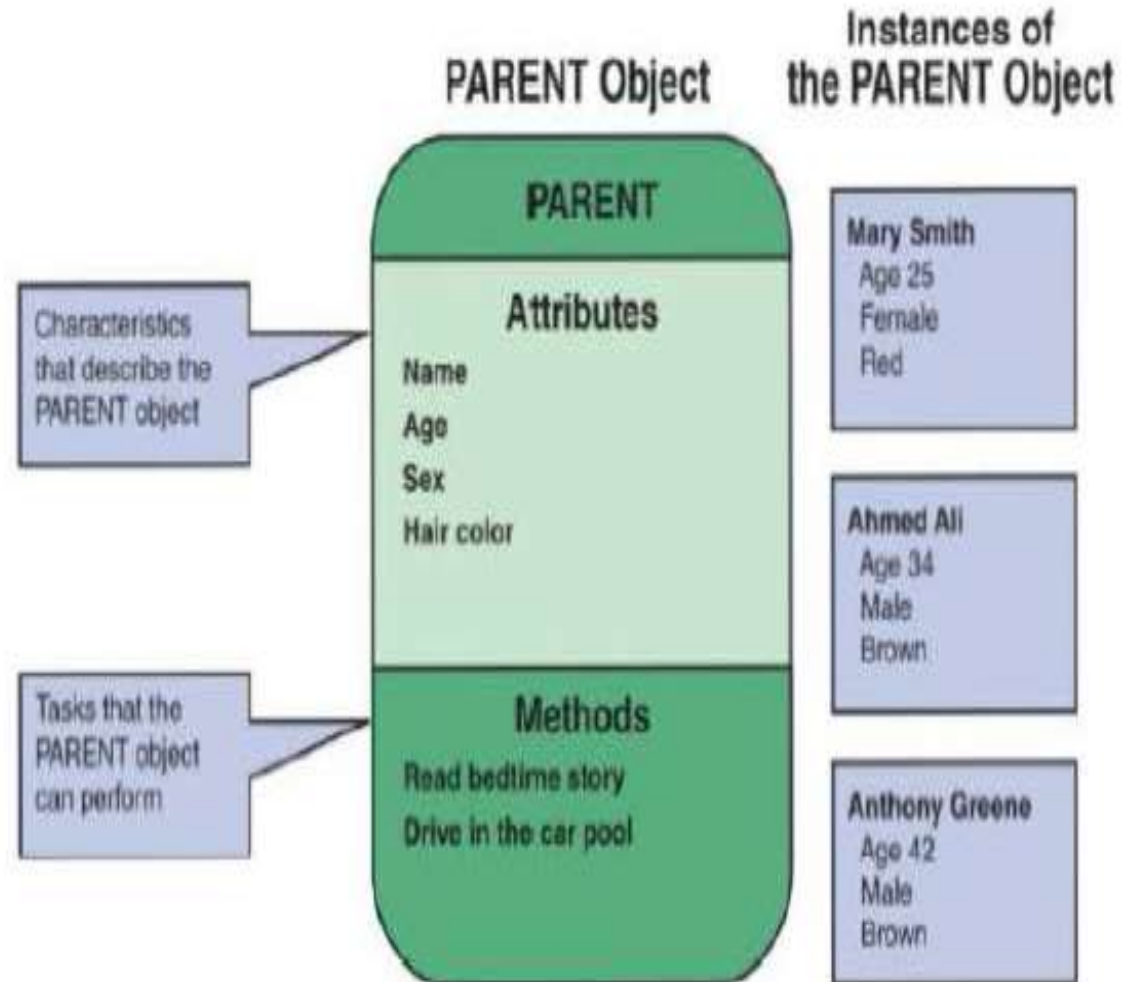 PARENT Object
Instances of
the PARENT Object
Characteristics
that describe the
PARENT object
Tasks that the
PARENT object
can perform
PARENT
Attributes
Name
Age
Sex
Hair color
Methods
Read bedtime story
Drive in the car pool
Mary Smith
Age 25
Female
Red
Ahmed Ali
Age 34
Male
Brown
Anthony Greene
Age 42
Male
Brown